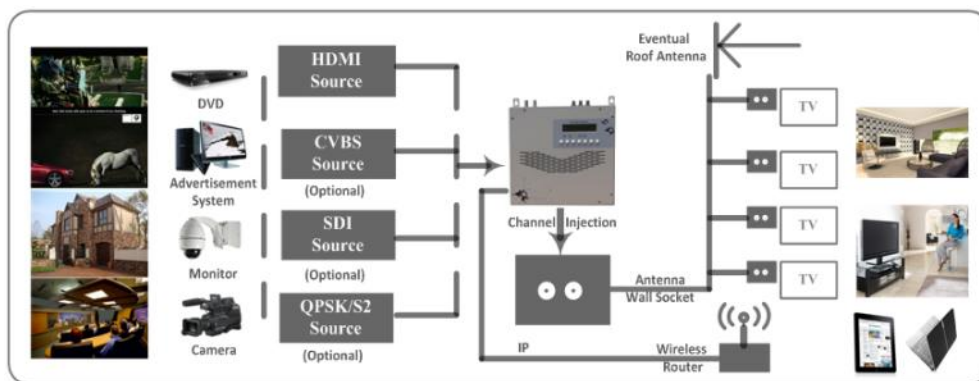 DVD
Advertisement
System
Monitor
Camera
HDMI
Source
CVBS
Source
(Optional)
SDI
Source
(Optional)
QPSK/S2
Source
(Optional)
Channel Injection
IP
Eventual
Roof Antenna
TV
TV
TV
TV
Antenna
Wall Socket
Wireless
Router